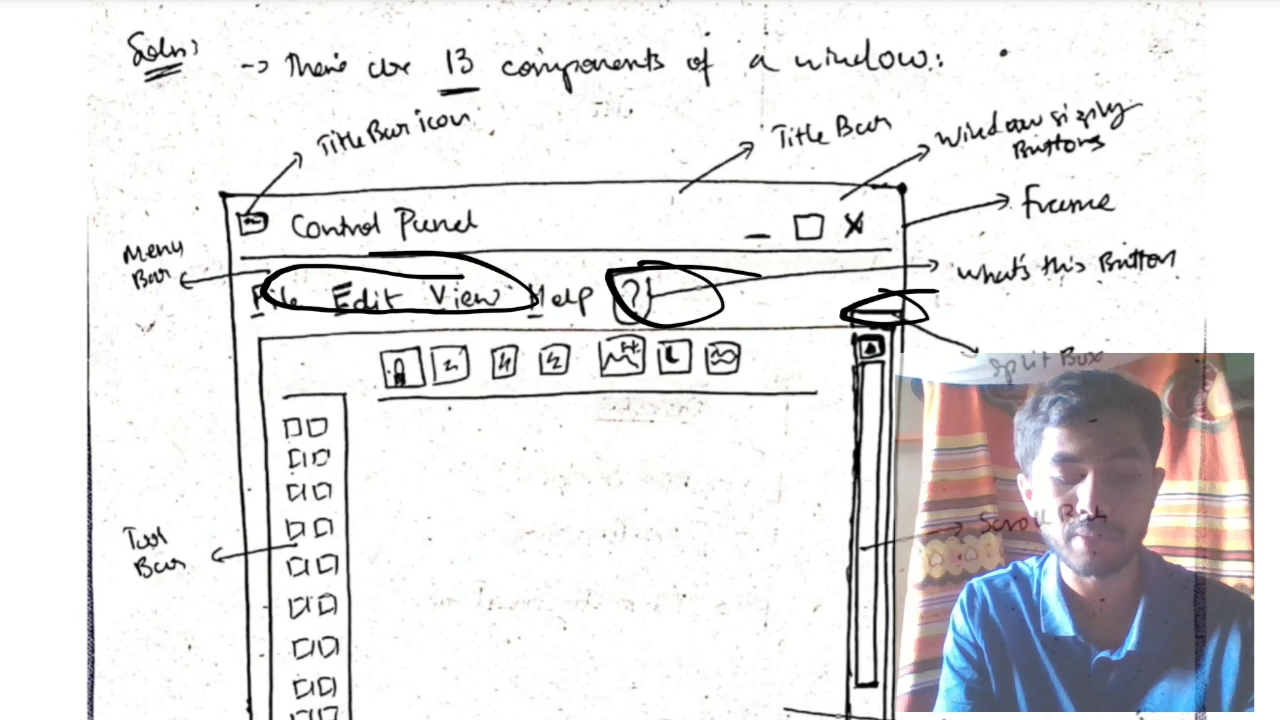 Soln:
-> There are 13 components of a window:
Title Bar icon
Title Bar
Window sizing
Buttons
Control Panel
Frame
Menu
Bar
What's this Button
File Edit View Help ?
Split Box
Scroll Bar
Tool
Bar